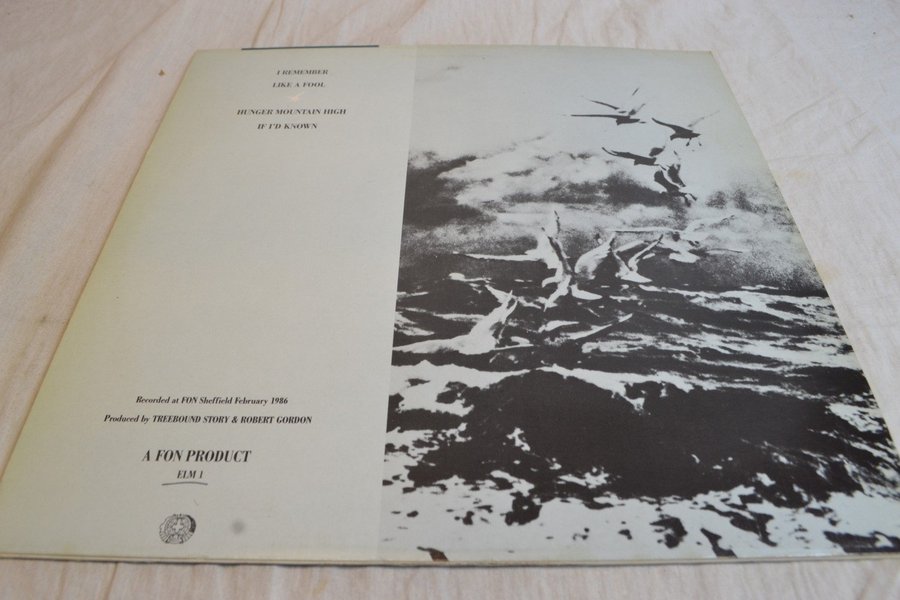 I REMEMBER
LIKE A FOOL
HUNGER MOUNTAIN HIGH
IF I'D KNOWN
Recorded at FON Sheffield February 1986
Produced by TREEBOUND STORY & ROBERT GORDON
A FON PRODUCT
ELM 1